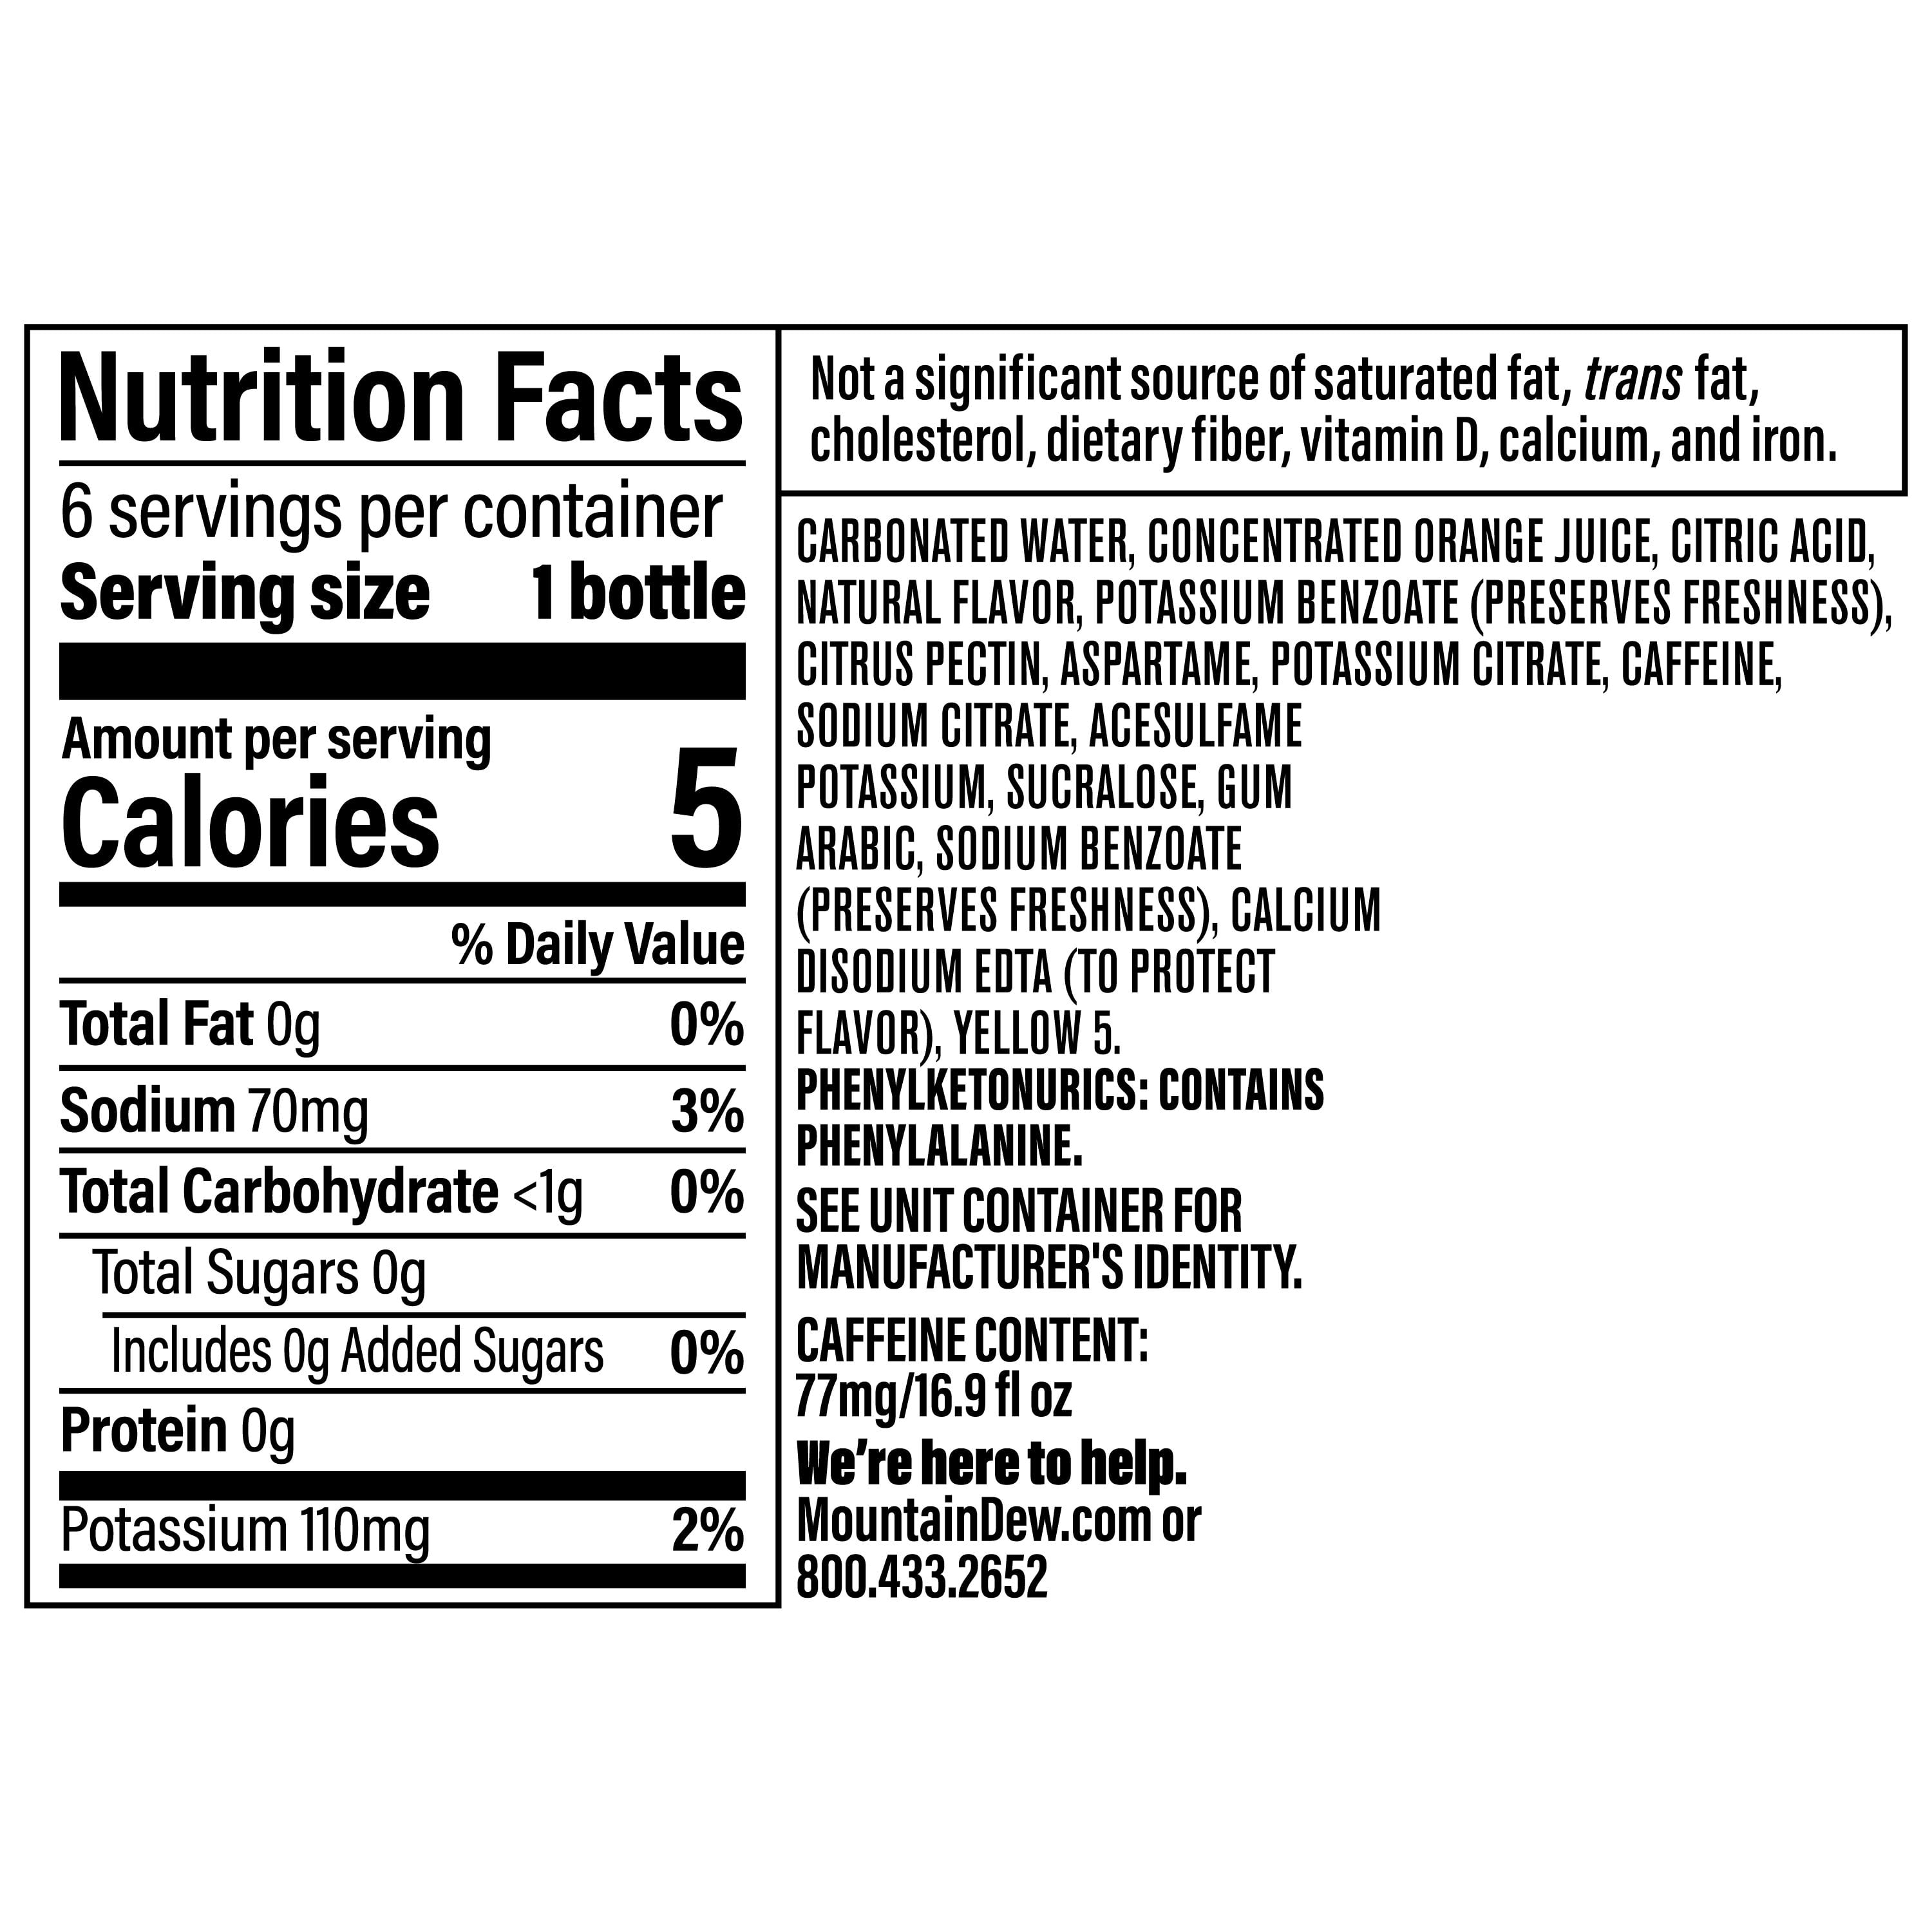 Nutrition Facts
6 servings per container
Serving size 1 bottle
Amount per serving
Calories 5
% Daily Value
Total Fat 0g 0%
Sodium 70mg 3%
Total Carbohydrate <1g 0%
Total Sugars 0g
Includes 0g Added Sugars 0%
Protein 0g
Potassium 110mg 2%
Not a significant source of saturated fat, trans fat,
cholesterol, dietary fiber, vitamin D, calcium, and iron.
CARBONATED WATER, CONCENTRATED ORANGE JUICE, CITRIC ACID,
NATURAL FLAVOR, POTASSIUM BENZOATE (PRESERVES FRESHNESS),
CITRUS PECTIN, ASPARTAME, POTASSIUM CITRATE, CAFFEINE,
SODIUM CITRATE, ACESULFAME
POTASSIUM, SUCRALOSE, GUM
ARABIC, SODIUM BENZOATE
(PRESERVES FRESHNESS), CALCIUM
DISODIUM EDTA (TO PROTECT
FLAVOR), YELLOW 5.
PHENYLKETONURICS: CONTAINS
PHENYLALANINE.
SEE UNIT CONTAINER FOR
MANUFACTURER'S IDENTITY.
CAFFEINE CONTENT:
77mg/16.9 fl oz
We're here to help.
MountainDew.com or
800.433.2652